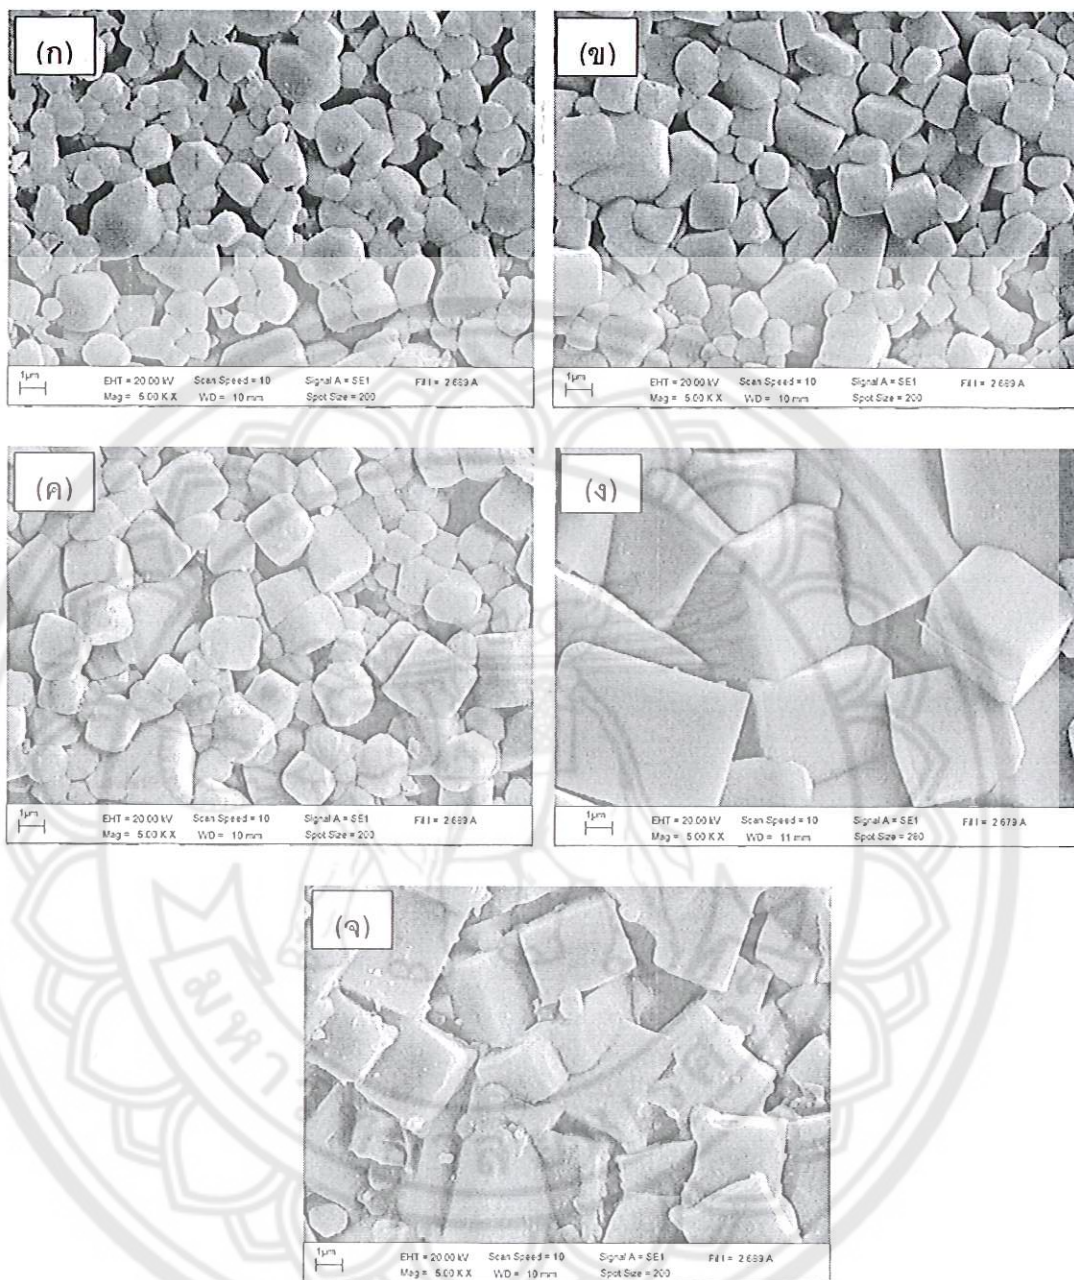 (ก)
1µm
EHT = 20.00 kV Scan Speed = 10 Signal A = SE1 Fil I = 2.689 A
Mag = 5.00 K X WD = 10 mm Spot Size = 200
(ข)
1µm
EHT = 20.00 kV Scan Speed = 10 Signal A = SE1 Fil I = 2.689 A
Mag = 5.00 K X WD = 10 mm Spot Size = 200
(ค)
1µm
EHT = 20.00 kV Scan Speed = 10 Signal A = SE1 Fil I = 2.689 A
Mag = 5.00 K X WD = 10 mm Spot Size = 200
(ง)
1µm
EHT = 20.00 kV Scan Speed = 10 Signal A = SE1 Fil I = 2.679 A
Mag = 5.00 K X WD = 11 mm Spot Size = 280
(จ)
1µm
EHT = 20.00 kV Scan Speed = 10 Signal A = SE1 Fil I = 2.689 A
Mag = 5.00 K X WD = 10 mm Spot Size = 200